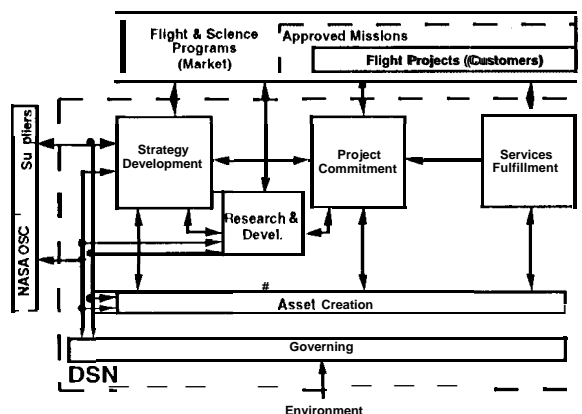 Flight & Science
Programs
(Market)
Approved Missions
Flight Projects ((Customers)
Su pliers
NASA OSC
Strategy
Development
Project
Commitment
Services
Fulfillment
Research &
Devel.
#
Asset Creation
Governing
DSN
Environment